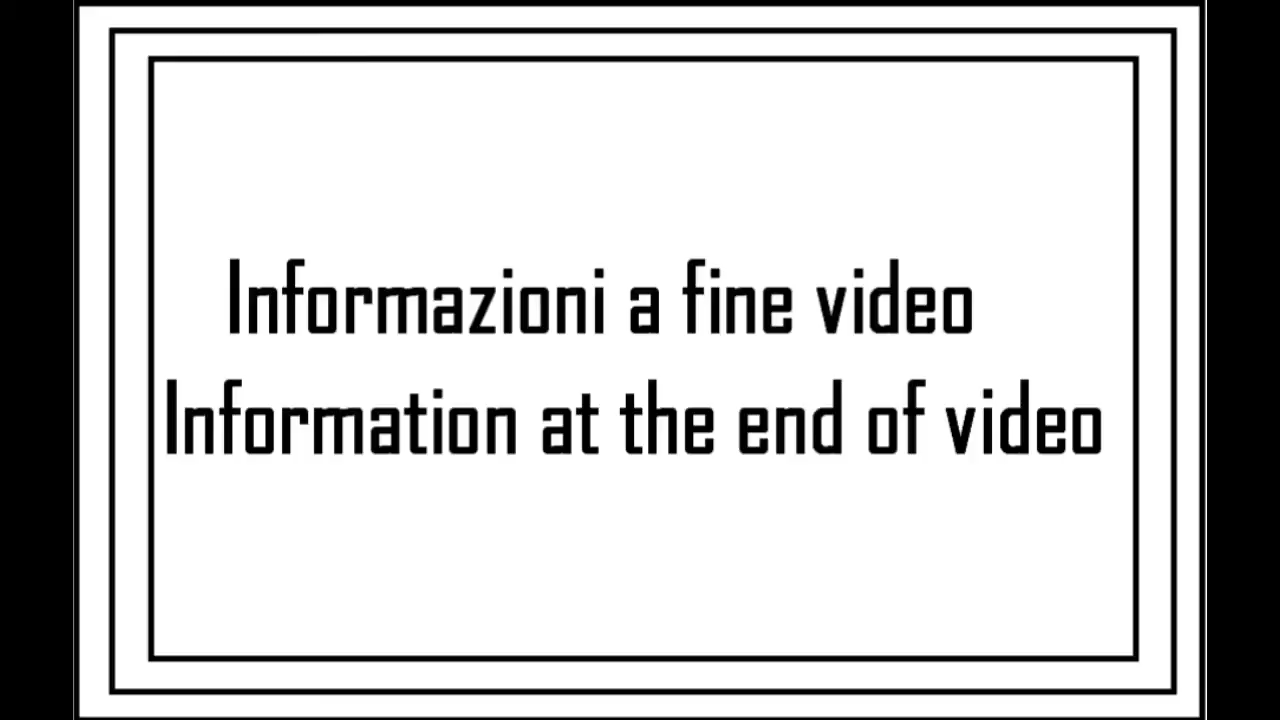 Informazioni a fine video
Information at the end of video